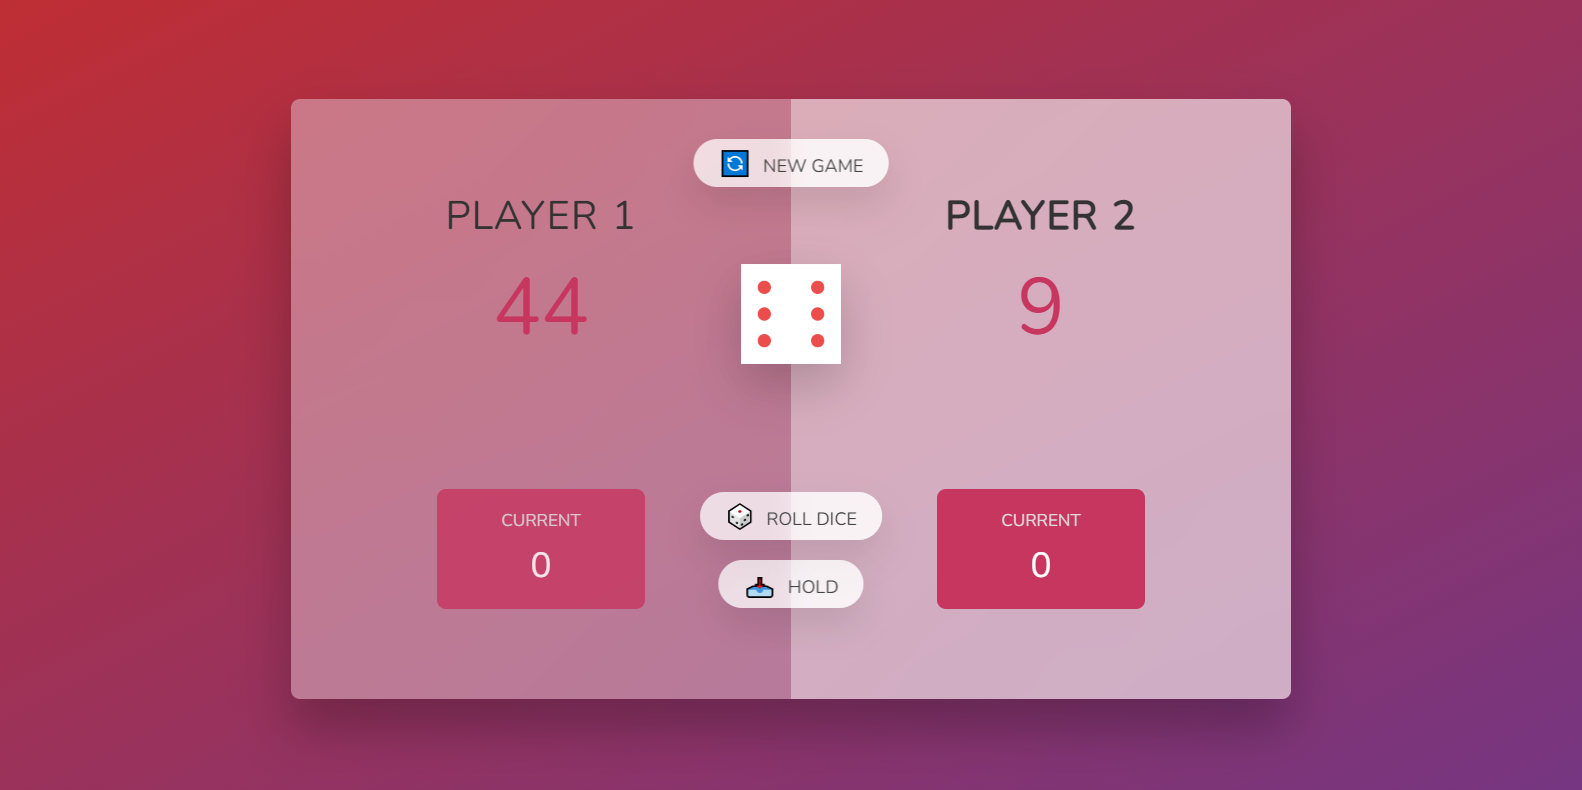 NEW GAME
PLAYER 1
44
PLAYER 2
9
CURRENT
0
ROLL DICE
HOLD
CURRENT
0